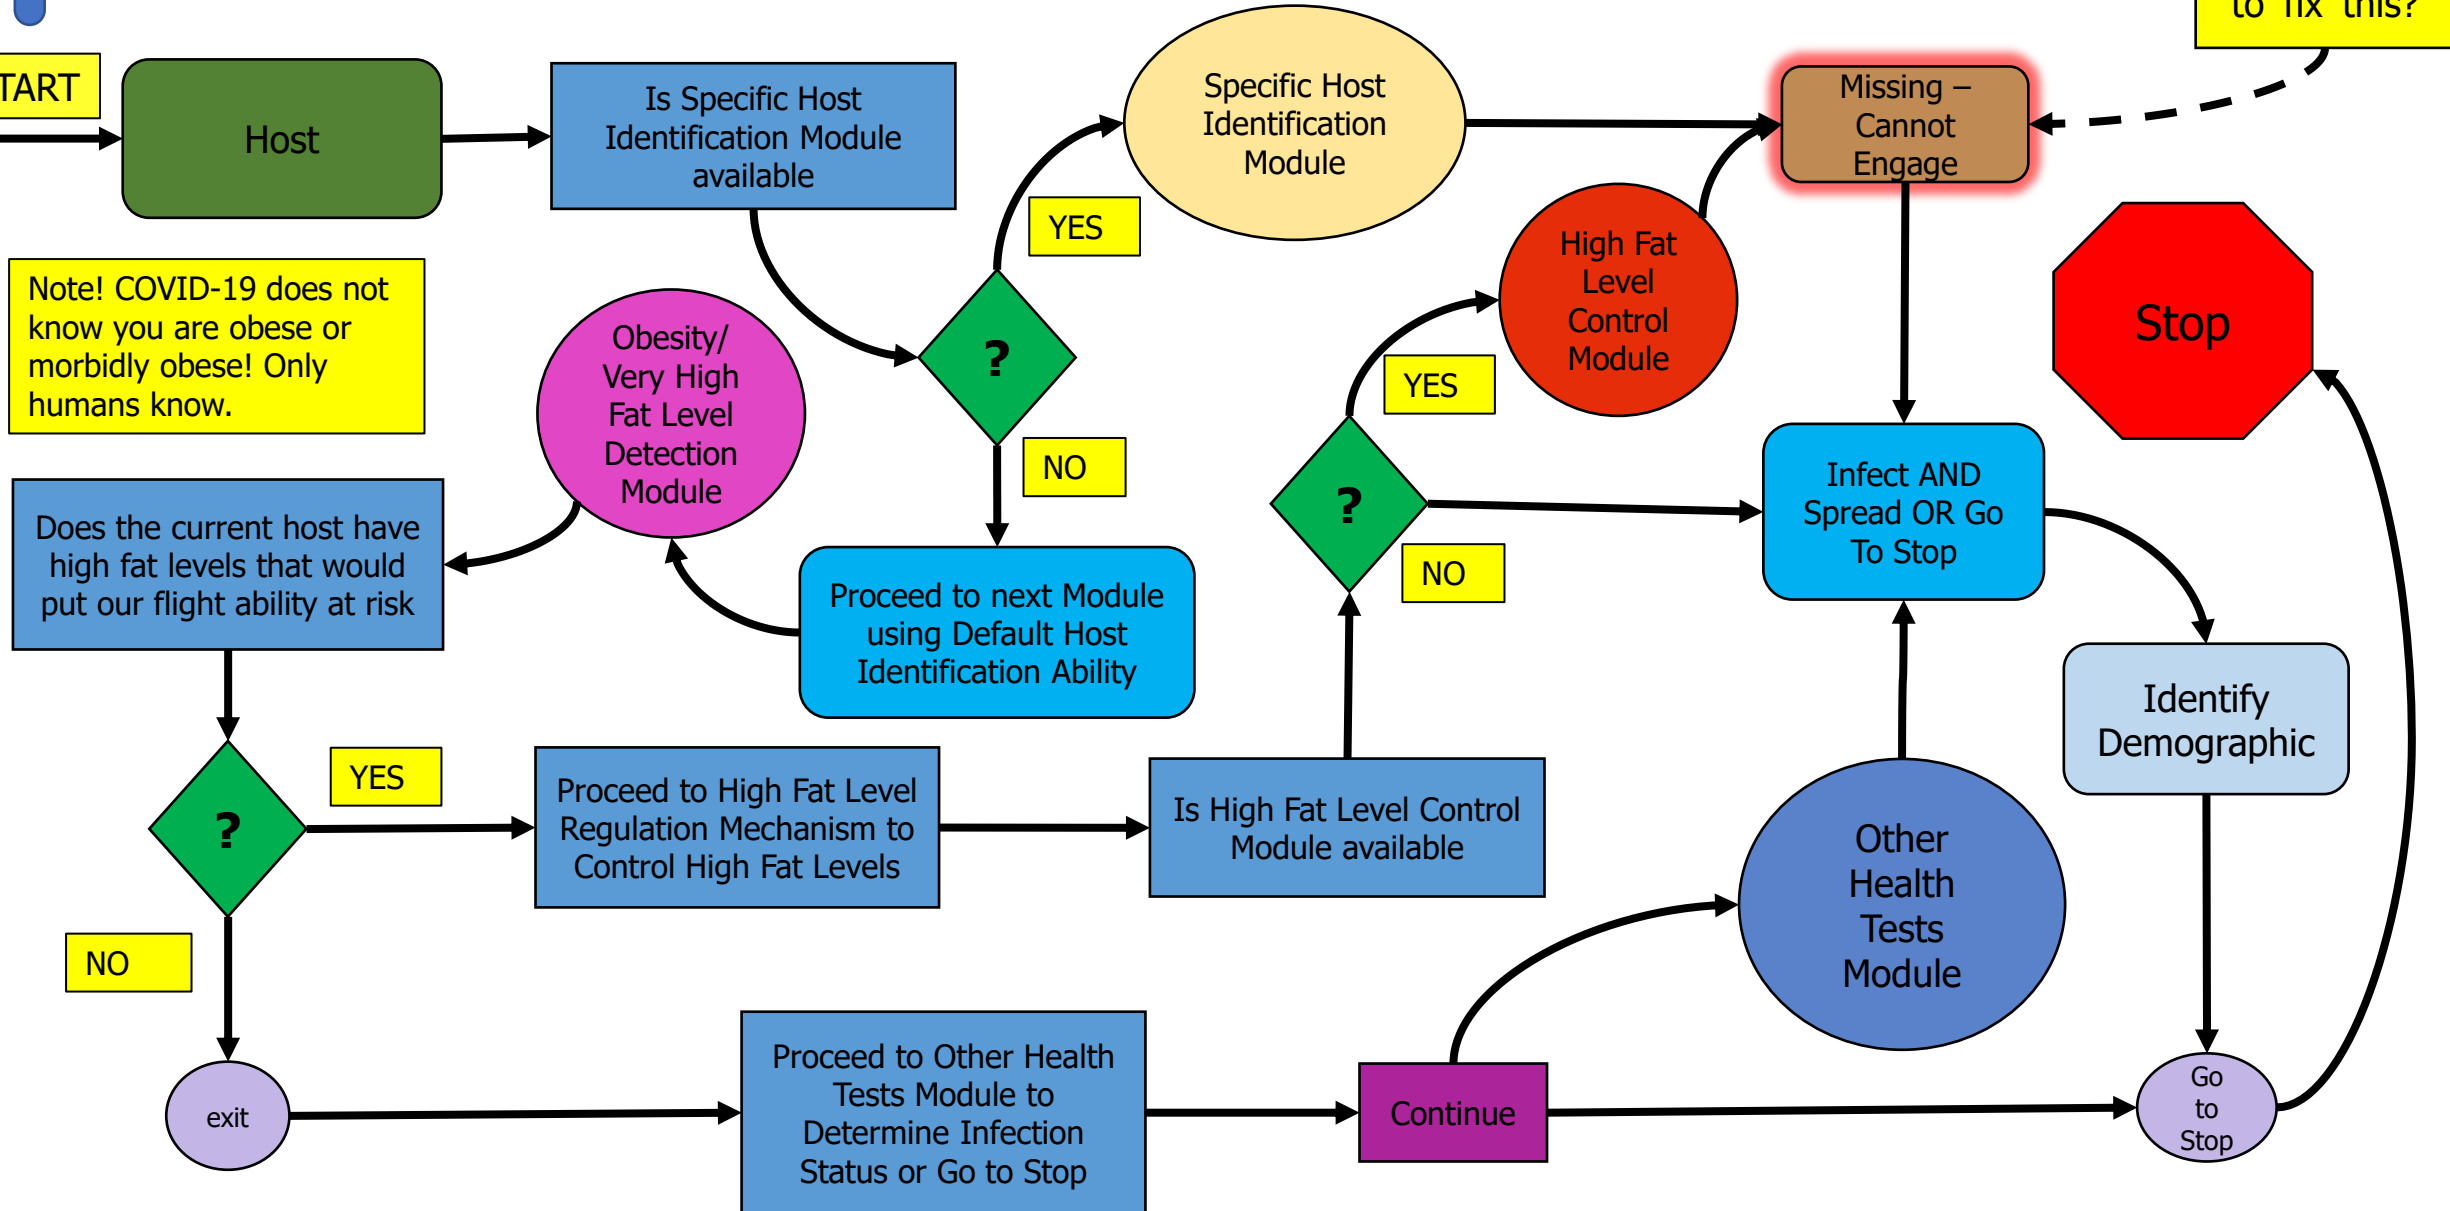 to fix this?
TART
Host
Is Specific Host
Identification Module
available
Specific Host
Identification
Module
Missing –
Cannot
Engage
YES
Note! COVID-19 does not
know you are obese or
morbidly obese! Only
humans know.
Obesity/
Very High
Fat Level
Detection
Module
?
NO
High Fat
Level
Control
Module
YES
Stop
Does the current host have
high fat levels that would
put our flight ability at risk
Proceed to next Module
using Default Host
Identification Ability
?
NO
Infect AND
Spread OR Go
To Stop
Identify
Demographic
?
YES
NO
Proceed to High Fat Level
Regulation Mechanism to
Control High Fat Levels
Is High Fat Level Control
Module available
Other
Health
Tests
Module
exit
Proceed to Other Health
Tests Module to
Determine Infection
Status or Go to Stop
Continue
Go
to
Stop